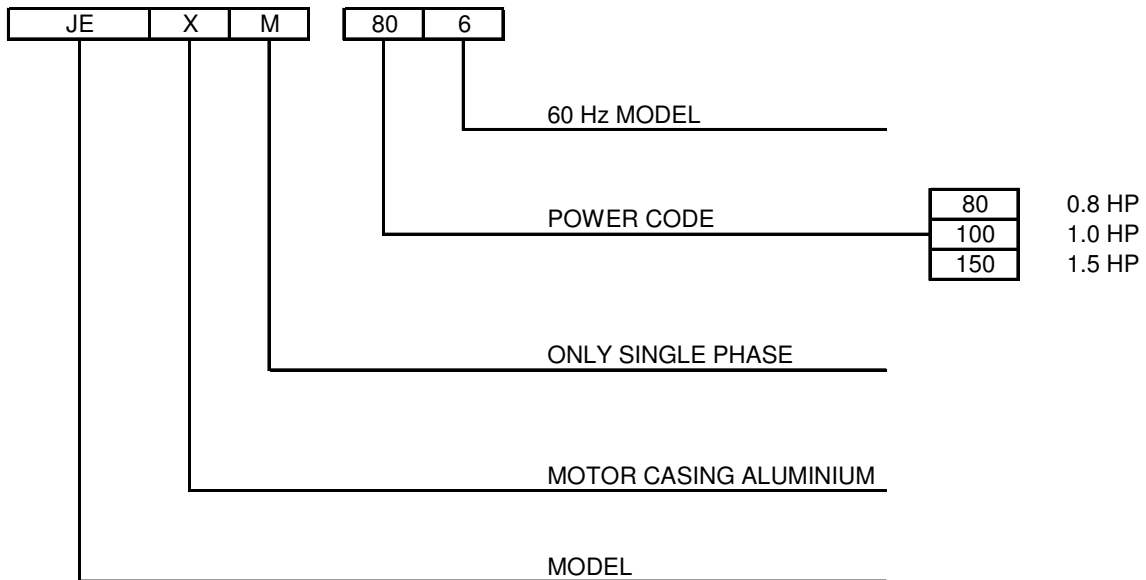 JE X M 80 6
60 Hz MODEL
80 0.8 HP
POWER CODE
100 1.0 HP
150 1.5 HP
ONLY SINGLE PHASE
MOTOR CASING ALUMINIUM
MODEL